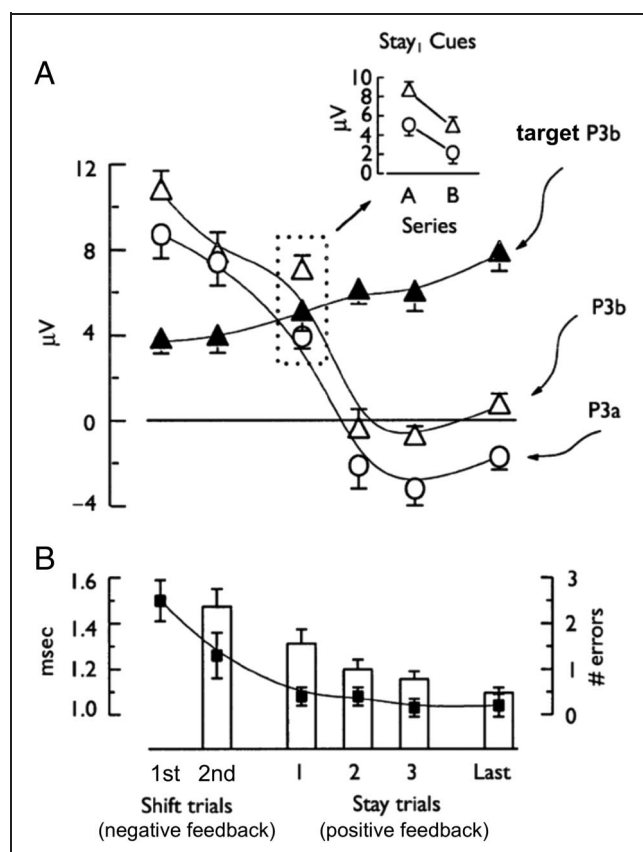 A
Stay1 Cues
10
8
6
4
2
0
µV
A B
Series
target P3b
P3b
P3a
12
8
4
0
−4
µV
B
1.6
1.4
1.2
1.0
msec
3
2
1
0
# errors
1st 2nd 1 2 3 Last
Shift trials Stay trials
(negative feedback) (positive feedback)